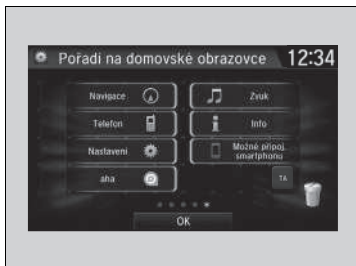 Pořadí na domovské obrazovce 12:34
Navigace
Zvuk
Telefon
Info
Nastavení
Možné připoj.
smartphonu
aha
TA
OK